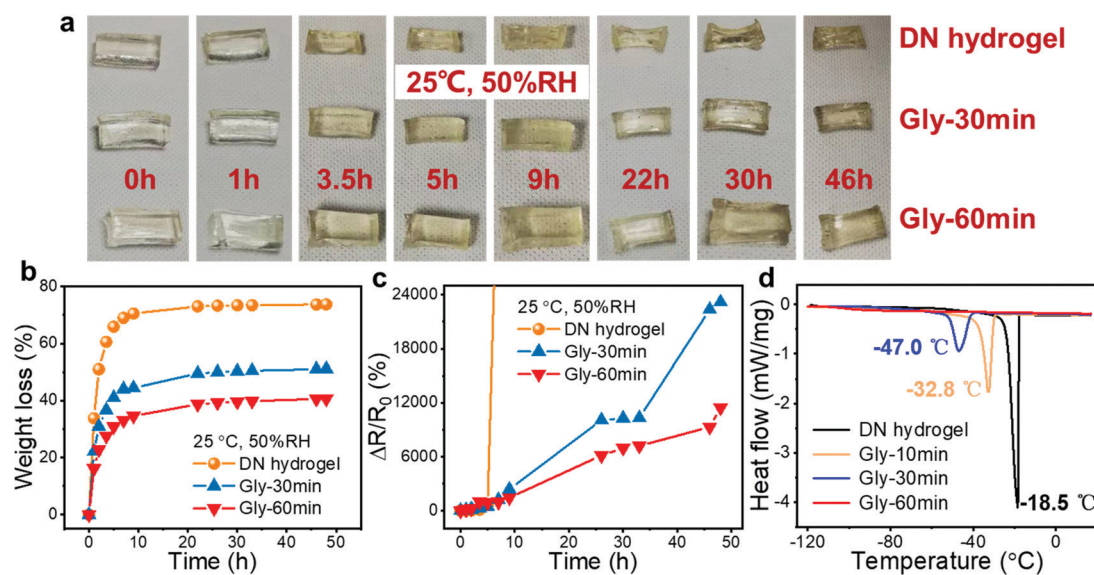 a
DN hydrogel
25℃, 50%RH
Gly-30min
0h 1h 3.5h 5h 9h 22h 30h 46h
Gly-60min
b
80
60
40
20
0
Weight loss (%)
25 °C, 50%RH
DN hydrogel
Gly-30min
Gly-60min
0 10 20 30 40 50
Time (h)
c
24000
18000
12000
6000
0
ΔR/R0 (%)
25 °C, 50%RH
DN hydrogel
Gly-30min
Gly-60min
0 10 20 30 40 50
Time (h)
d
0
-1
-2
-3
-4
Heat flow (mW/mg)
-47.0 ℃
-32.8 ℃
-18.5 ℃
DN hydrogel
Gly-10min
Gly-30min
Gly-60min
-120 -80 -40 0
Temperature (°C)